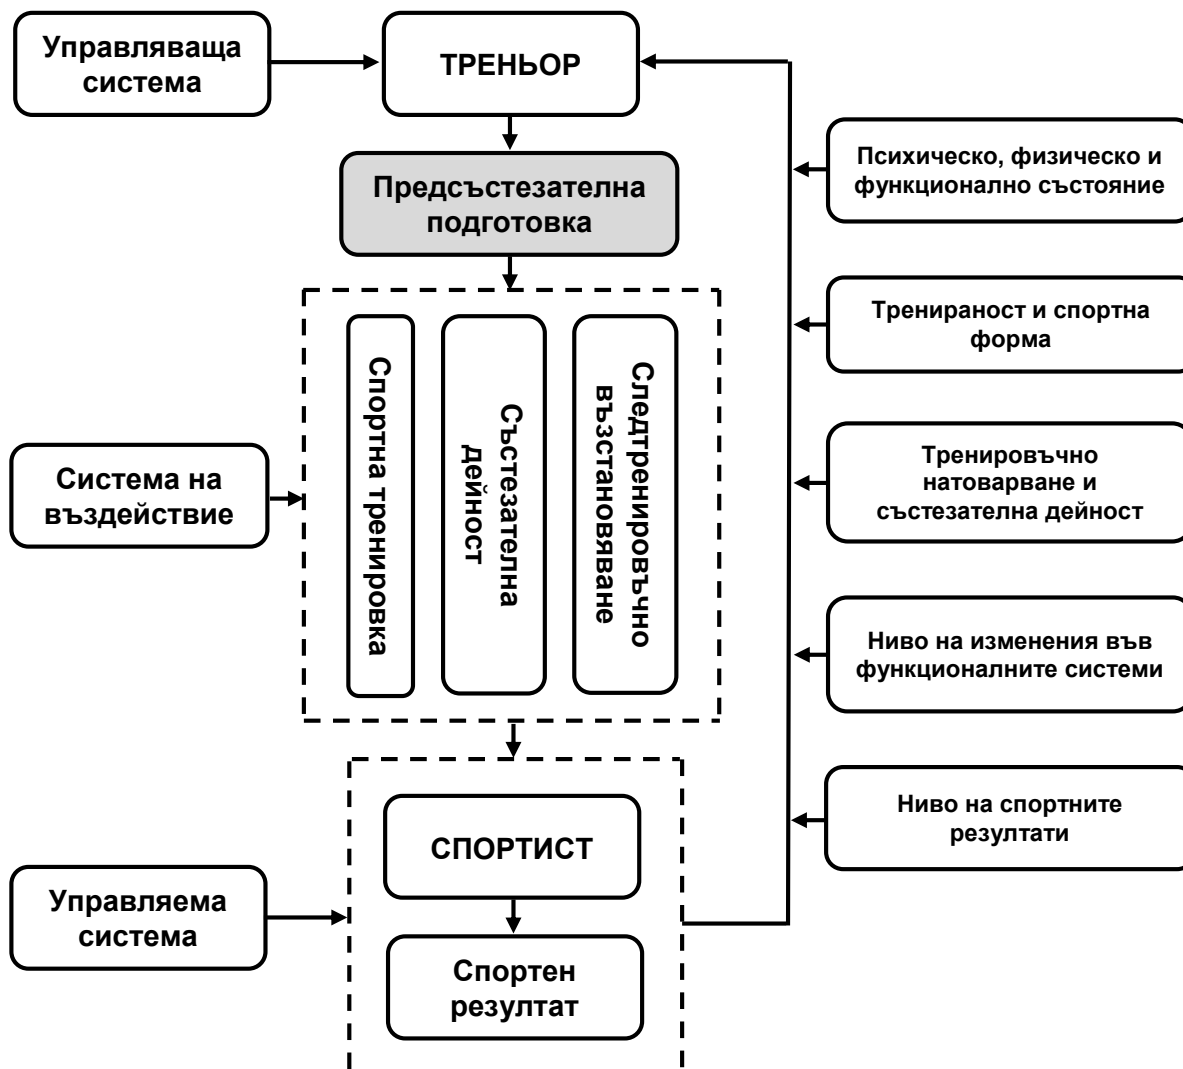 Управляваща
система
ТРЕНЬОР
Психическо, физическо и
функционално състояние
Предсъстезателна
подготовка
Тренираност и спортна
форма
Спортна тренировка
Състезателна
дейност
Следтренировъчно
възстановяване
Система на
въздействие
Тренировъчно
натоварване и
състезателна дейност
Ниво на изменения във
функционалните системи
Ниво на спортните
резултати
СПОРТИСТ
Управляема
система
Спортен
резултат